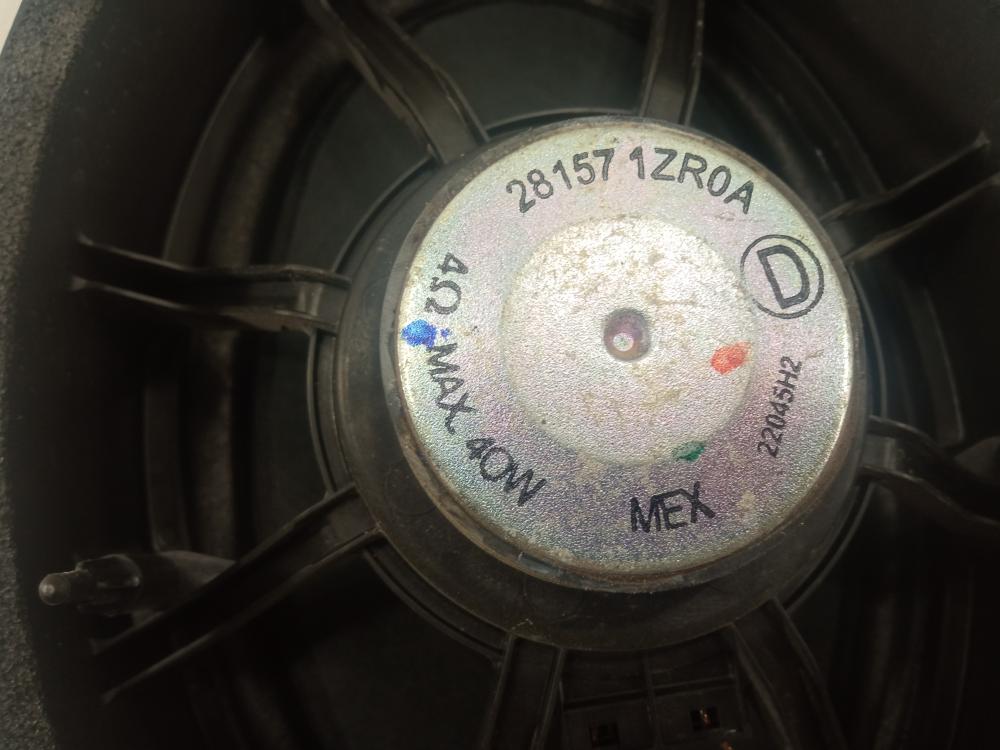 28157 1ZR0A
D
4Ω MAX. 40W
MEX
22045H2